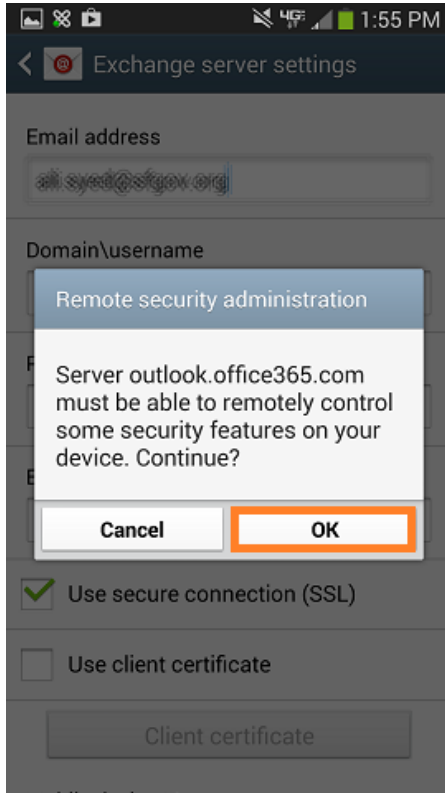 4G
1:55 PM
Exchange server settings
Email address
Domain\username
Remote security administration
Server outlook.office365.com
must be able to remotely control
some security features on your
device. Continue?
Cancel
OK
Use secure connection (SSL)
Use client certificate
Client certificate